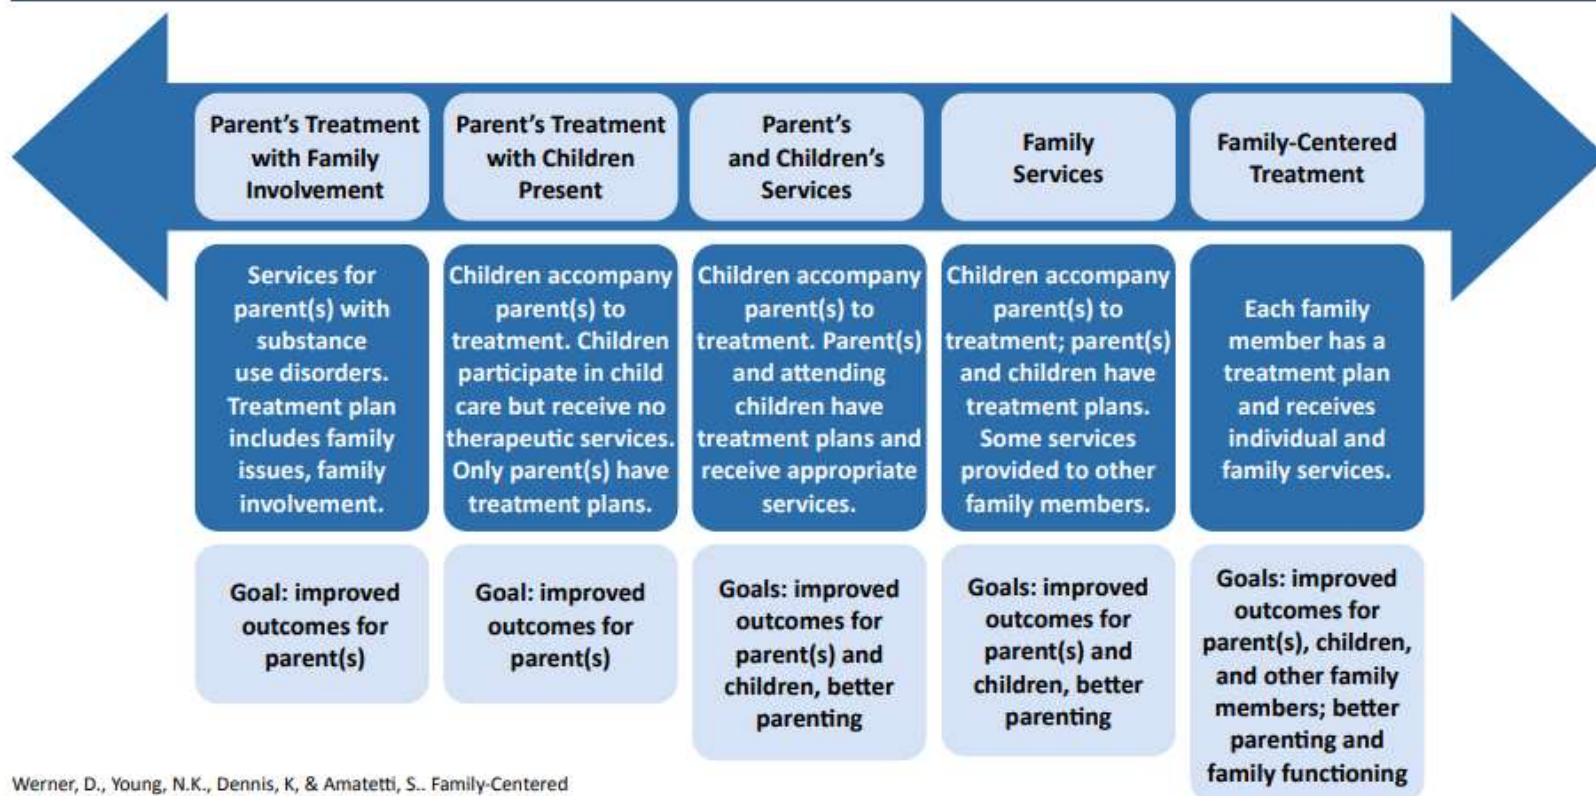 Parent's Treatment
with Family
Involvement
Parent's Treatment
with Children
Present
Parent's
and Children's
Services
Family
Services
Family-Centered
Treatment
Services for
parent(s) with
substance
use disorders.
Treatment plan
includes family
issues, family
involvement.
Children accompany
parent(s) to
treatment. Children
participate in child
care but receive no
therapeutic services.
Only parent(s) have
treatment plans.
Children accompany
parent(s) to
treatment. Parent(s)
and attending
children have
treatment plans and
receive appropriate
services.
Children accompany
parent(s) to
treatment; parent(s)
and children have
treatment plans.
Some services
provided to other
family members.
Each family
member has a
treatment plan
and receives
individual and
family services.
Goal: improved
outcomes for
parent(s)
Goal: improved
outcomes for
parent(s)
Goals: improved
outcomes for
parent(s) and
children, better
parenting
Goals: improved
outcomes for
parent(s) and
children, better
parenting
Goals: improved
outcomes for
parent(s), children,
and other family
members; better
parenting and
family functioning
Werner, D., Young, N.K., Dennis, K, & Amatetti, S.. Family-Centered